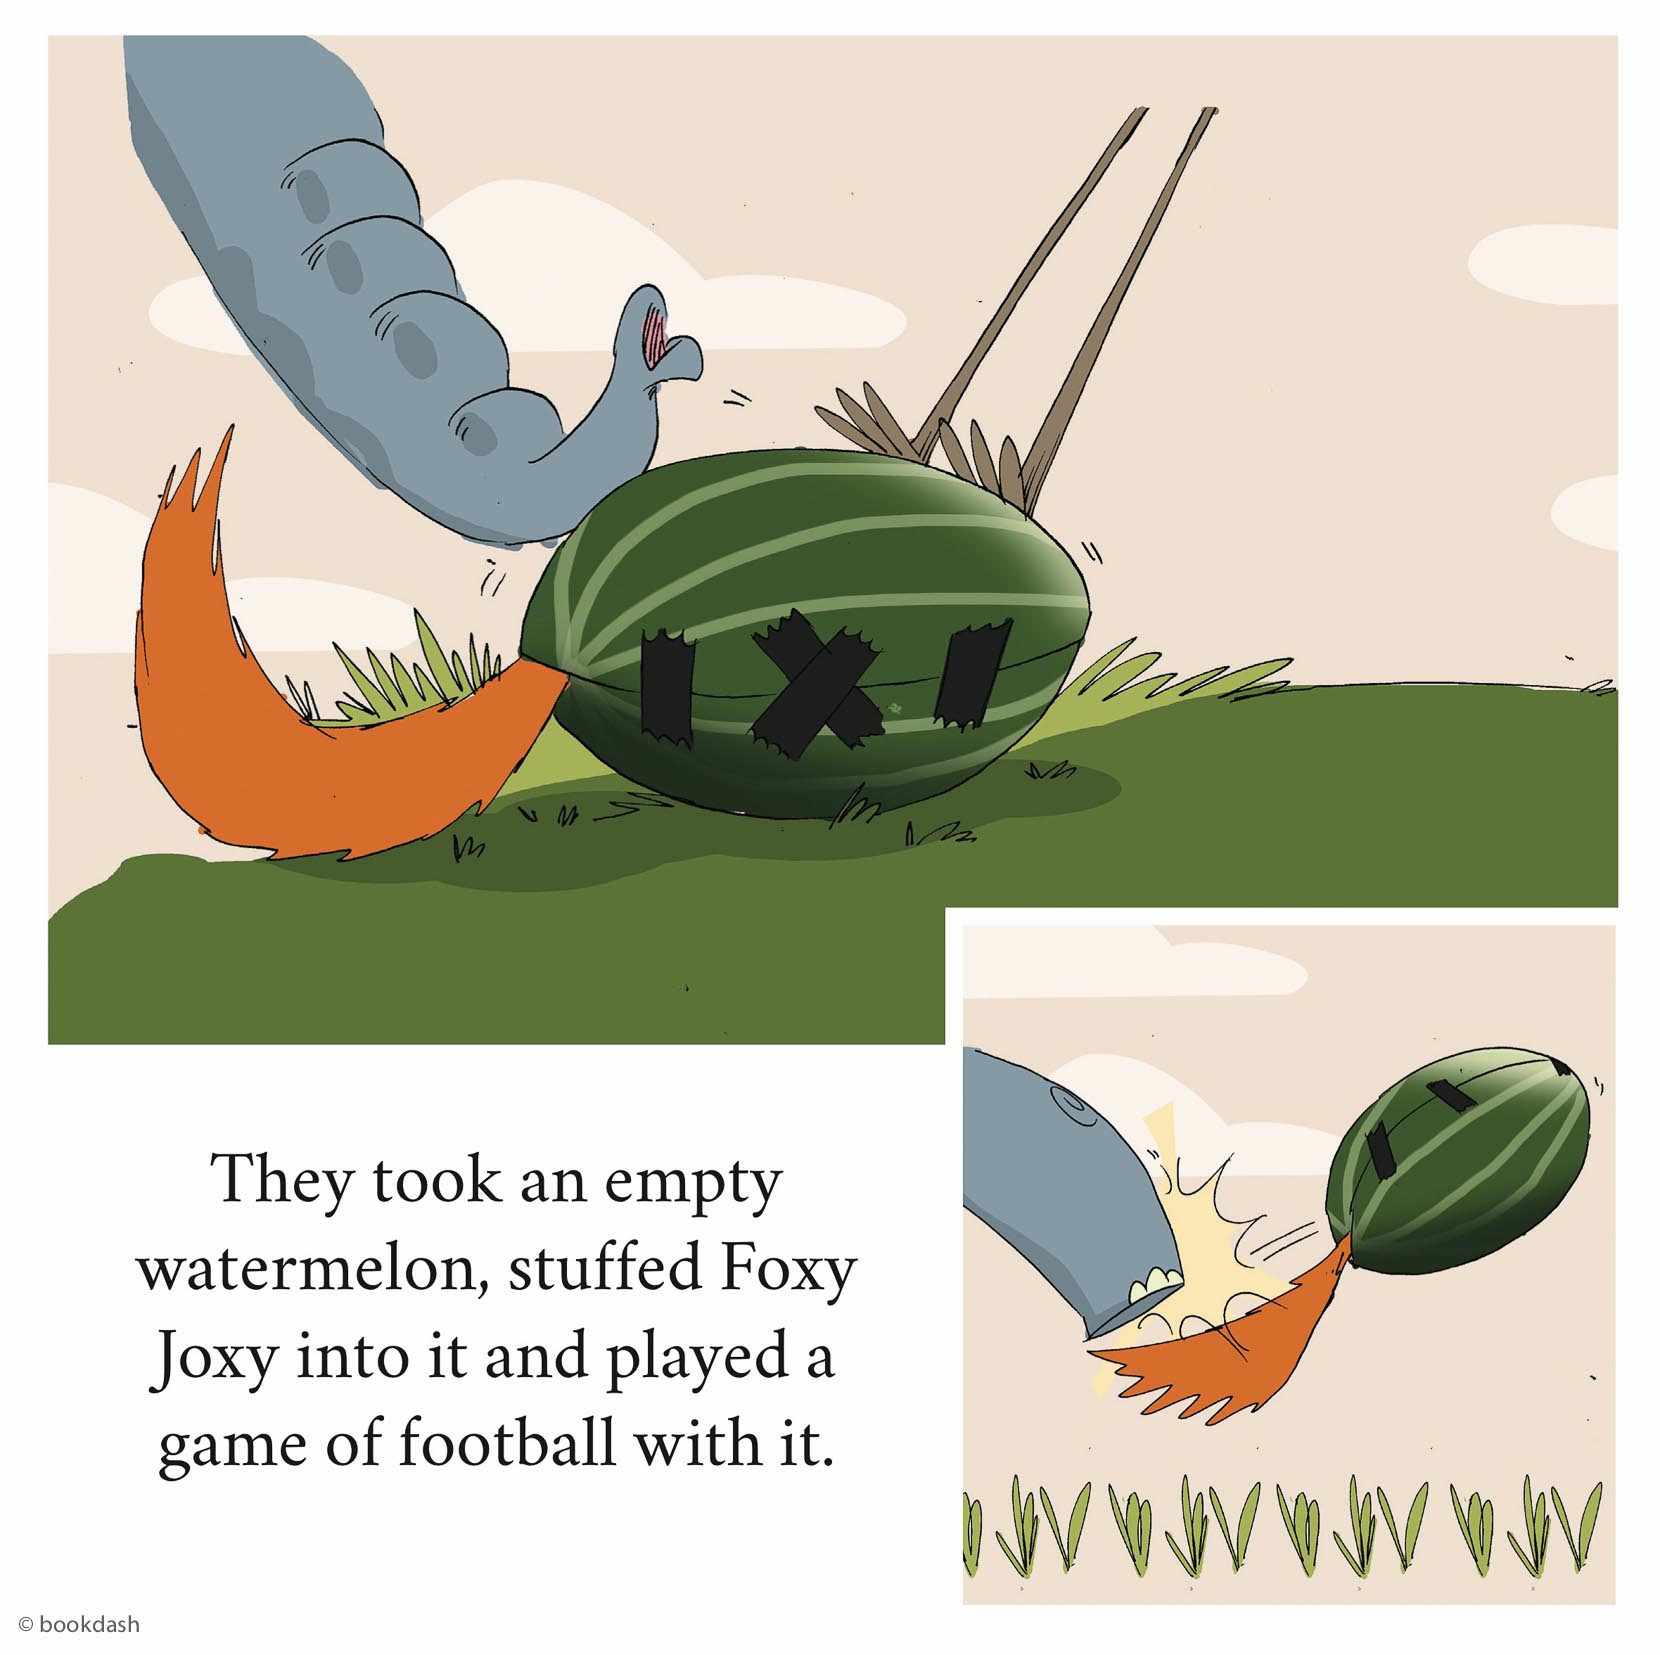 They took an empty
watermelon, stuffed Foxy
Joxy into it and played a
game of football with it.
© bookdash